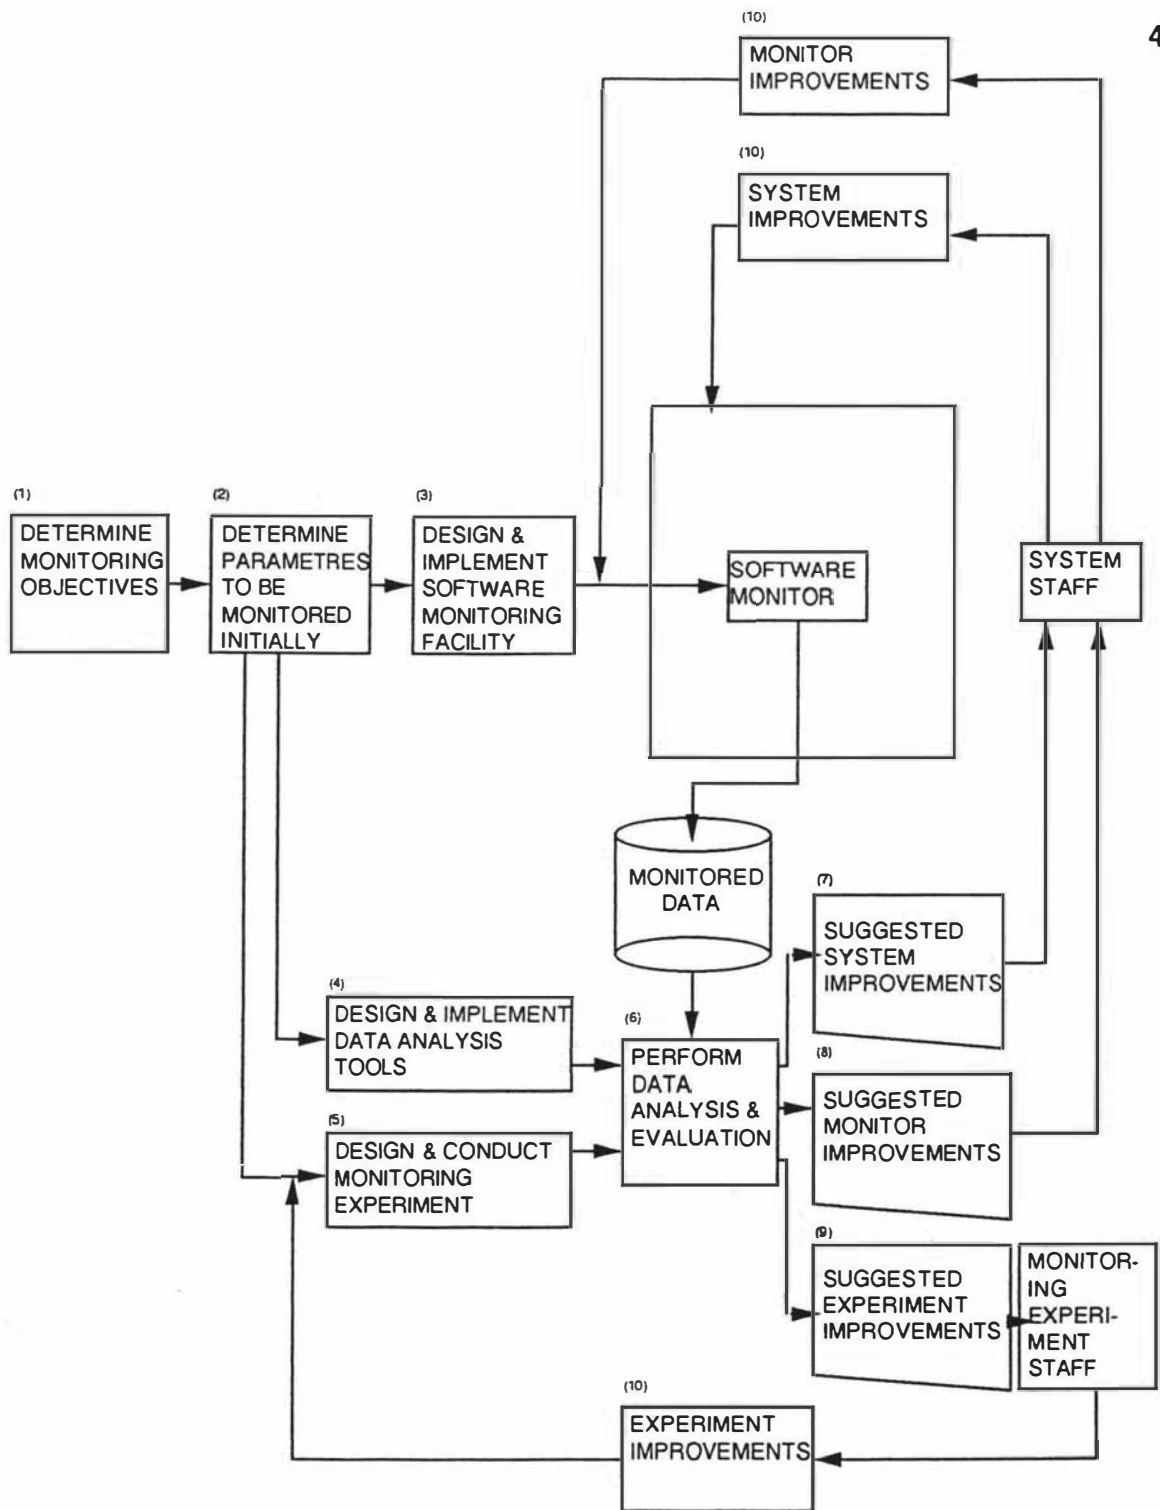 (10)
4
MONITOR
IMPROVEMENTS
(10)
SYSTEM
IMPROVEMENTS
(1)
DETERMINE
MONITORING
OBJECTIVES
(2)
DETERMINE
PARAMETRES
TO BE
MONITORED
INITIALLY
(3)
DESIGN &
IMPLEMENT
SOFTWARE
MONITORING
FACILITY
SOFTWARE
MONITOR
SYSTEM
STAFF
MONITORED
DATA
(7)
SUGGESTED
SYSTEM
IMPROVEMENTS
(4)
DESIGN & IMPLEMENT
DATA ANALYSIS
TOOLS
(6)
PERFORM
DATA
ANALYSIS &
EVALUATION
(8)
SUGGESTED
MONITOR
IMPROVEMENTS
(5)
DESIGN & CONDUCT
MONITORING
EXPERIMENT
(9)
SUGGESTED
EXPERIMENT
IMPROVEMENTS
MONITOR-
ING
EXPERI-
MENT
STAFF
(10)
EXPERIMENT
IMPROVEMENTS